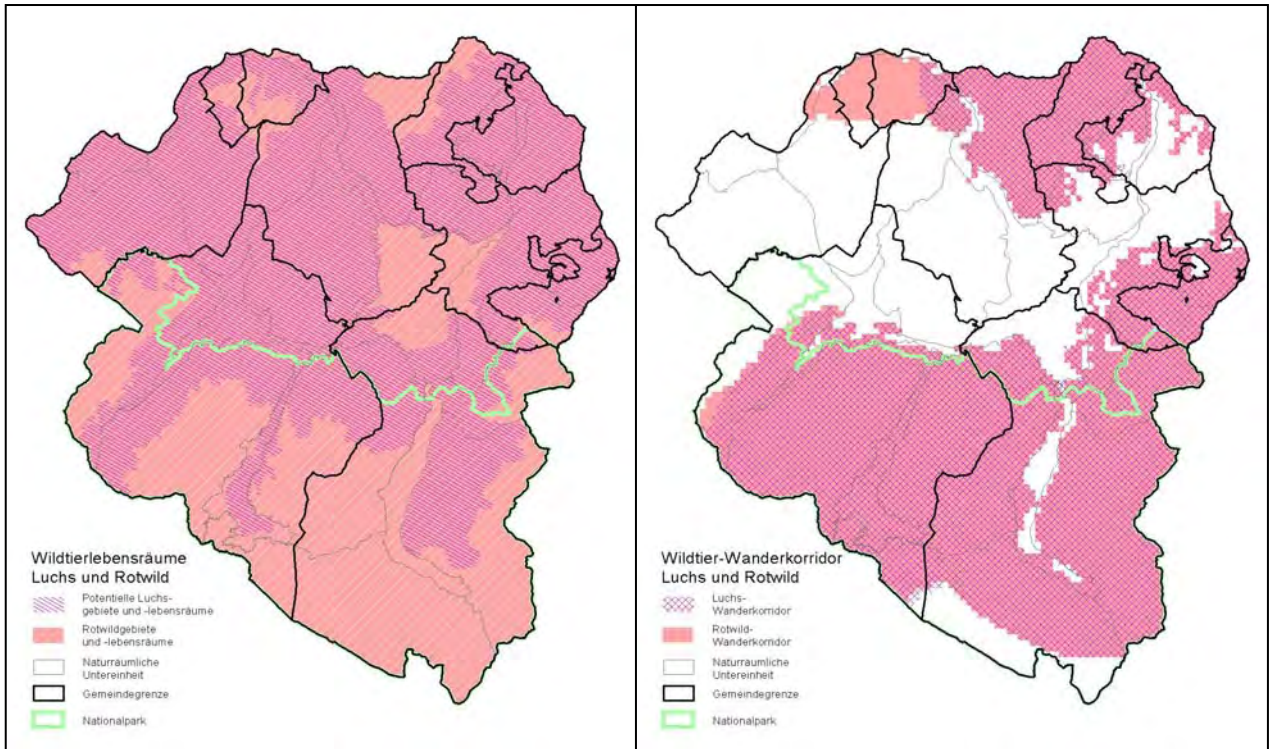 Wildtierlebensräume
Luchs und Rotwild
Potentielle Luchs-
gebiete und -lebensräume
Rotwildgebiete
und -lebensräume
Naturräumliche
Untereinheit
Gemeindegrenze
Nationalpark
Wildtier-Wanderkorridor
Luchs und Rotwild
Luchs-
Wanderkorridor
Rotwild-
Wanderkorridor
Naturräumliche
Untereinheit
Gemeindegrenze
Nationalpark